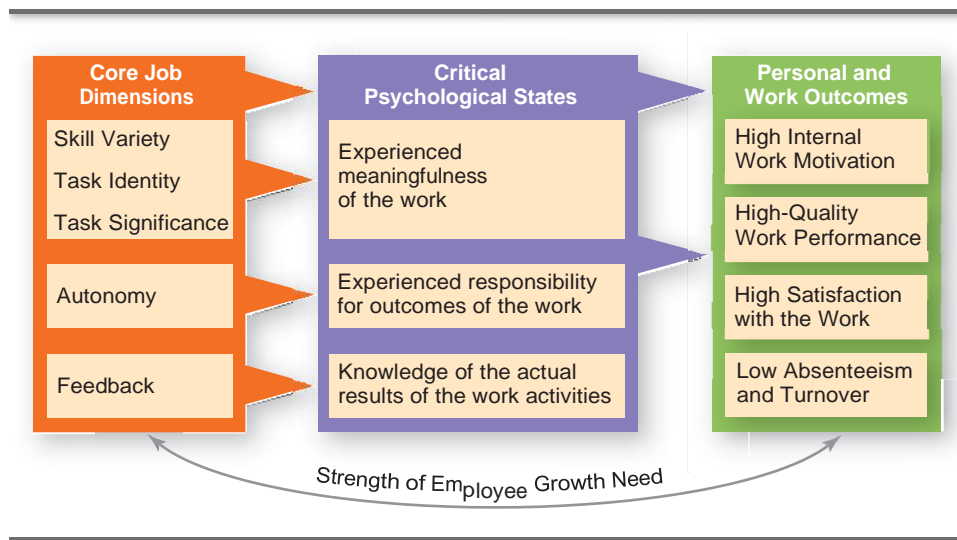 Core Job
Dimensions
Skill Variety
Task Identity
Task Significance
Autonomy
Feedback
Critical
Psychological States
Experienced
meaningfulness
of the work
Experienced responsibility
for outcomes of the work
Knowledge of the actual
results of the work activities
Personal and
Work Outcomes
High Internal
Work Motivation
High-Quality
Work Performance
High Satisfaction
with the Work
Low Absenteeism
and Turnover
Strength of Employee Growth Need